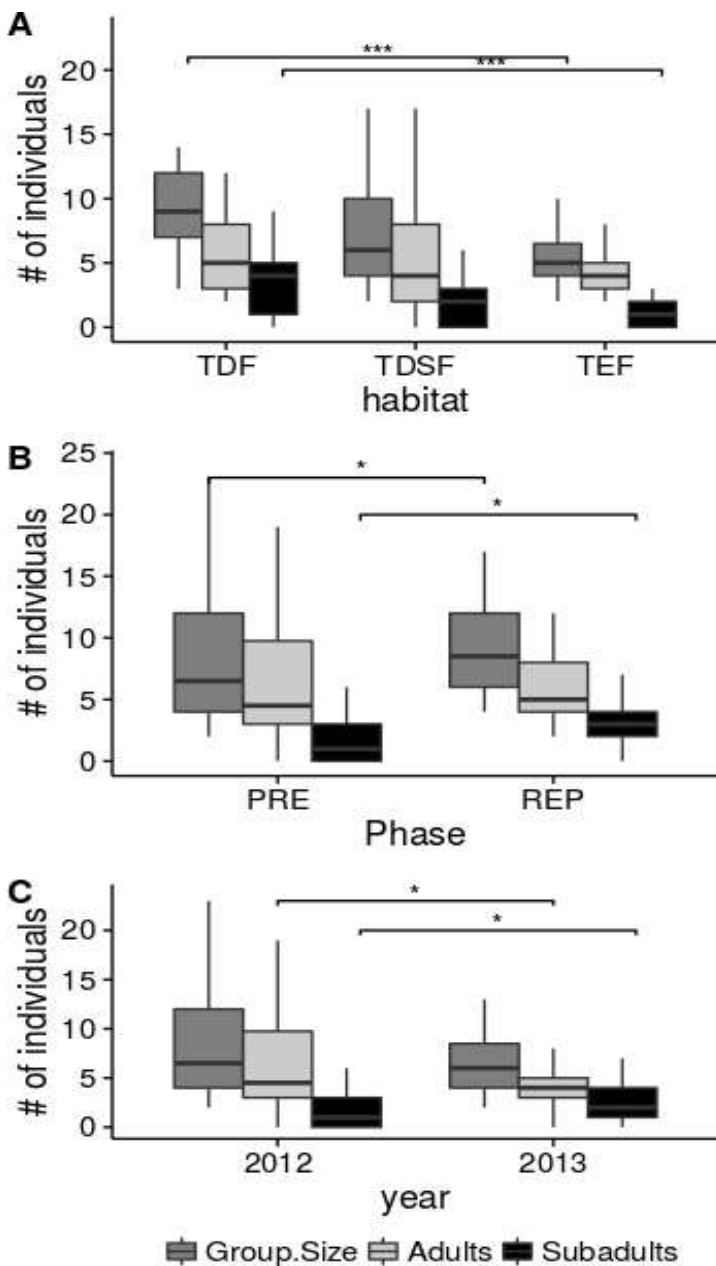 A
# of individuals
20
15
10
5
0
***
***
TDF TDSF TEF
habitat
B
# of individuals
25
20
15
10
5
0
*
*
PRE REP
Phase
C
# of individuals
20
15
10
5
0
*
*
2012 2013
year
Group.Size Adults Subadults